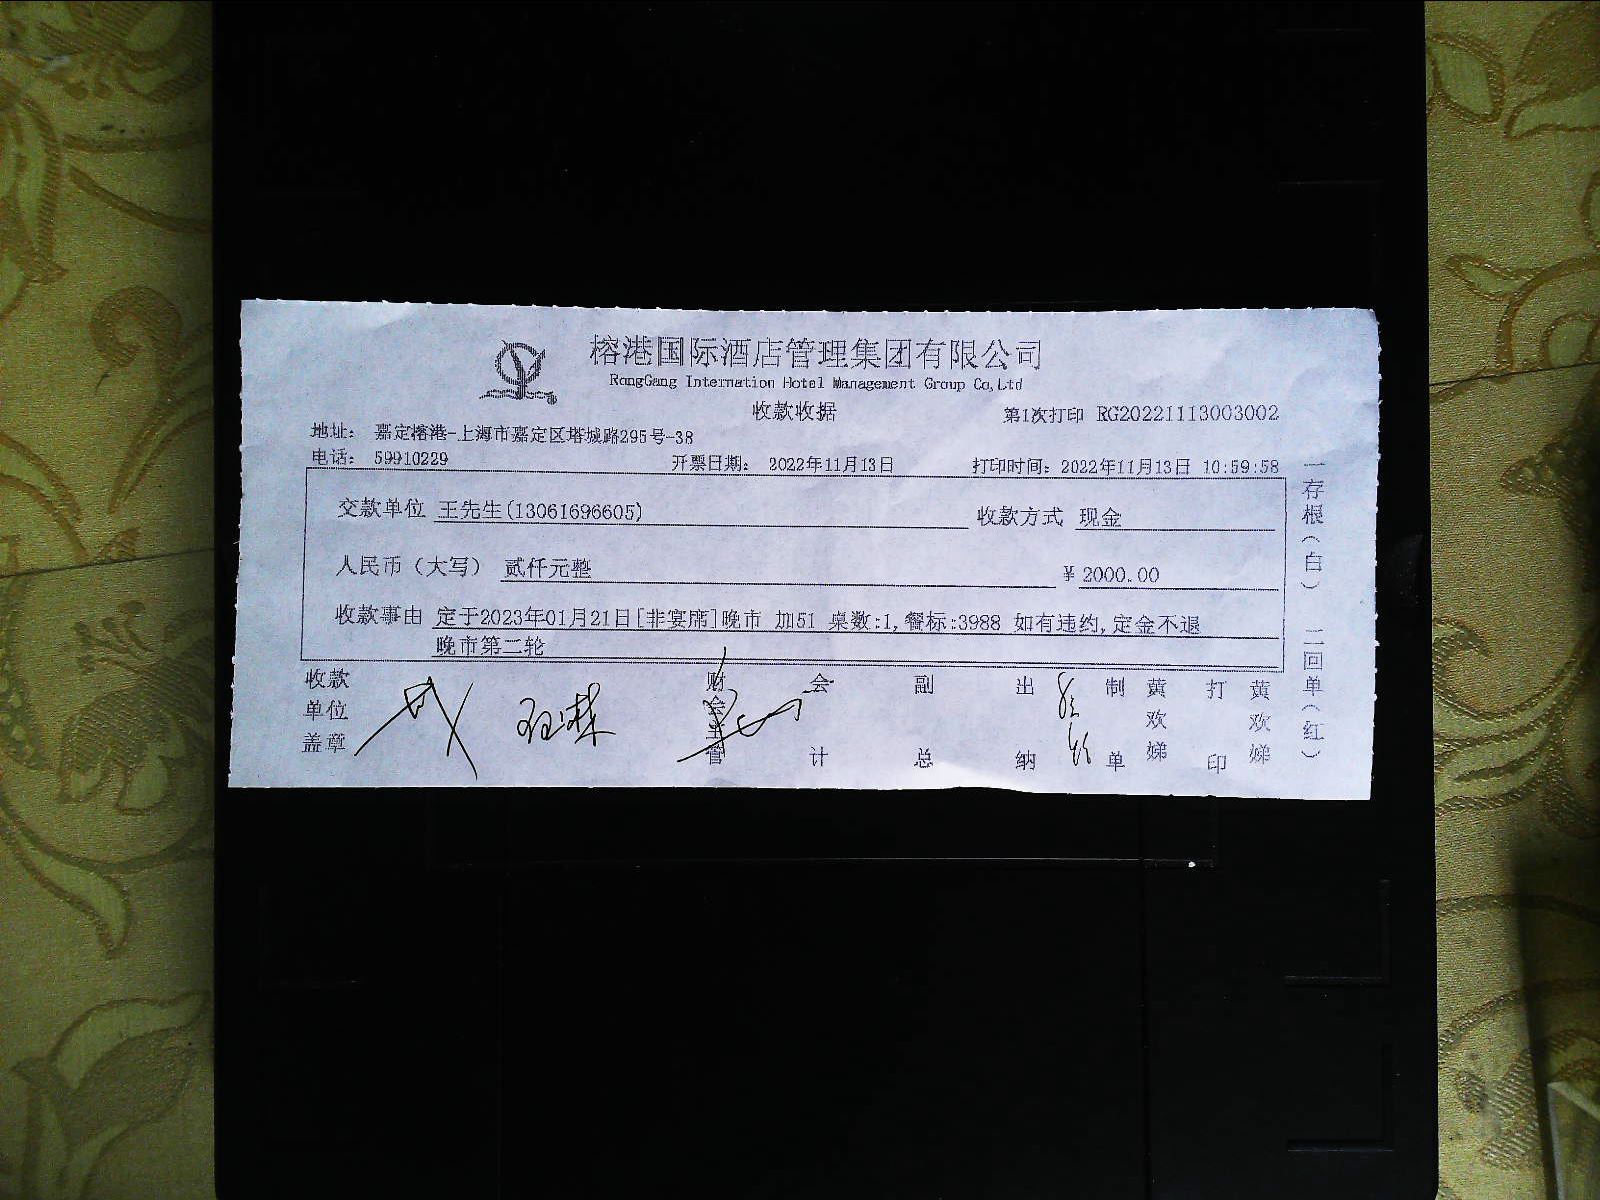 榕港国际酒店管理集团有限公司
RongGang Internation Hotel Management Group Co,Ltd
收款收据
第1次打印 RG20221113003002
地址: 嘉定榕港-上海市嘉定区塔城路295号-38
电话: 59910229 开票日期: 2022年11月13日 打印时间: 2022年11月13日 10:59:58
交款单位 王先生(13061696605) 收款方式 现金
人民币（大写） 贰仟元整 ¥ 2000.00
收款事由 定于2023年01月21日[非宴席]晚市 加51 桌数:1,餐标:3988 如有违约,定金不退
晚市第二轮
收款单位盖章 财会主管 会计 副总 出纳 制单 黄欢娣 打印 黄欢娣
一存根（白） 二回单（红）